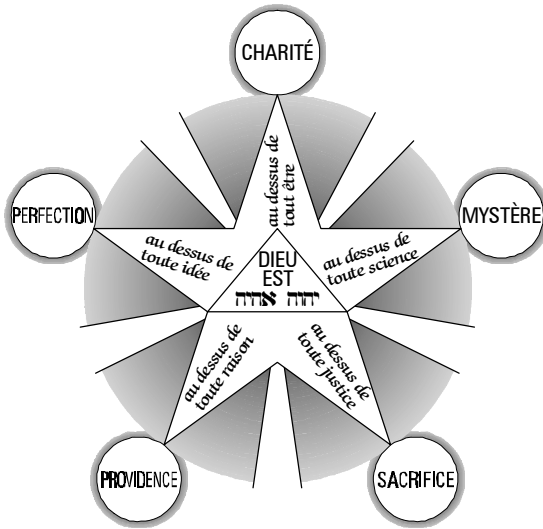 CHARITÉ
PERFECTION
MYSTÈRE
au dessus de
tout être
au dessus de
toute idée
au dessus de
toute science
DIEU
EST
יהוה אהיה
au dessus de
toute raison
au dessus de
toute justice
PROVIDENCE
SACRIFICE